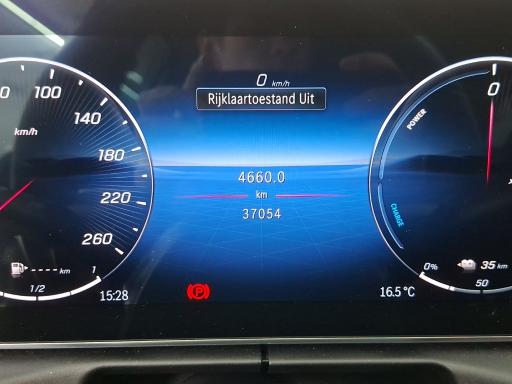 0 km/h
Rijklaartoestand Uit
100
140
180
220
260
km/h
4660.0
km
37054
0
POWER
CHARGE
----- km
1/2
1
15:28
P
16.5 °C
0%
35 km
50